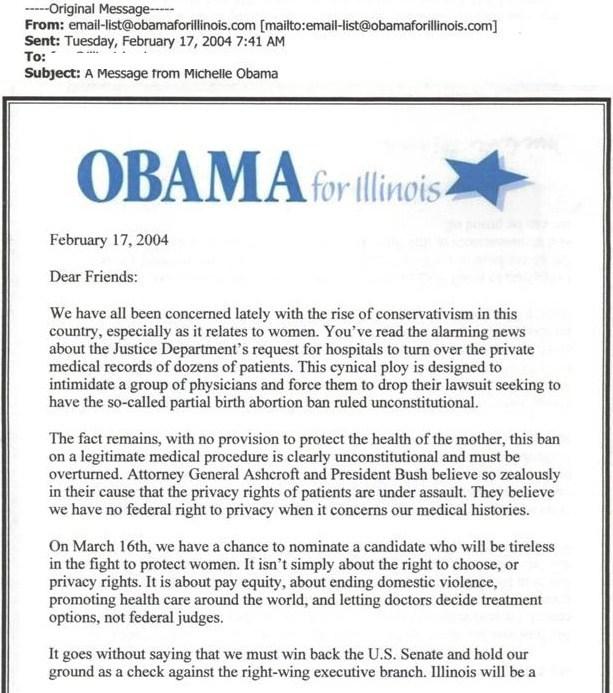 -----Original Message-----
From: email-list@obamaforillinois.com [mailto:email-list@obamaforillinois.com]
Sent: Tuesday, February 17, 2004 7:41 AM
To:
Subject: A Message from Michelle Obama
OBAMA for Illinois
February 17, 2004
Dear Friends:
We have all been concerned lately with the rise of conservativism in this
country, especially as it relates to women. You've read the alarming news
about the Justice Department's request for hospitals to turn over the private
medical records of dozens of patients. This cynical ploy is designed to
intimidate a group of physicians and force them to drop their lawsuit seeking to
have the so-called partial birth abortion ban ruled unconstitutional.
The fact remains, with no provision to protect the health of the mother, this ban
on a legitimate medical procedure is clearly unconstitutional and must be
overturned. Attorney General Ashcroft and President Bush believe so zealously
in their cause that the privacy rights of patients are under assault. They believe
we have no federal right to privacy when it concerns our medical histories.
On March 16th, we have a chance to nominate a candidate who will be tireless
in the fight to protect women. It isn't simply about the right to choose, or
privacy rights. It is about pay equity, about ending domestic violence,
promoting health care around the world, and letting doctors decide treatment
options, not federal judges.
It goes without saying that we must win back the U.S. Senate and hold our
ground as a check against the right-wing executive branch. Illinois will be a